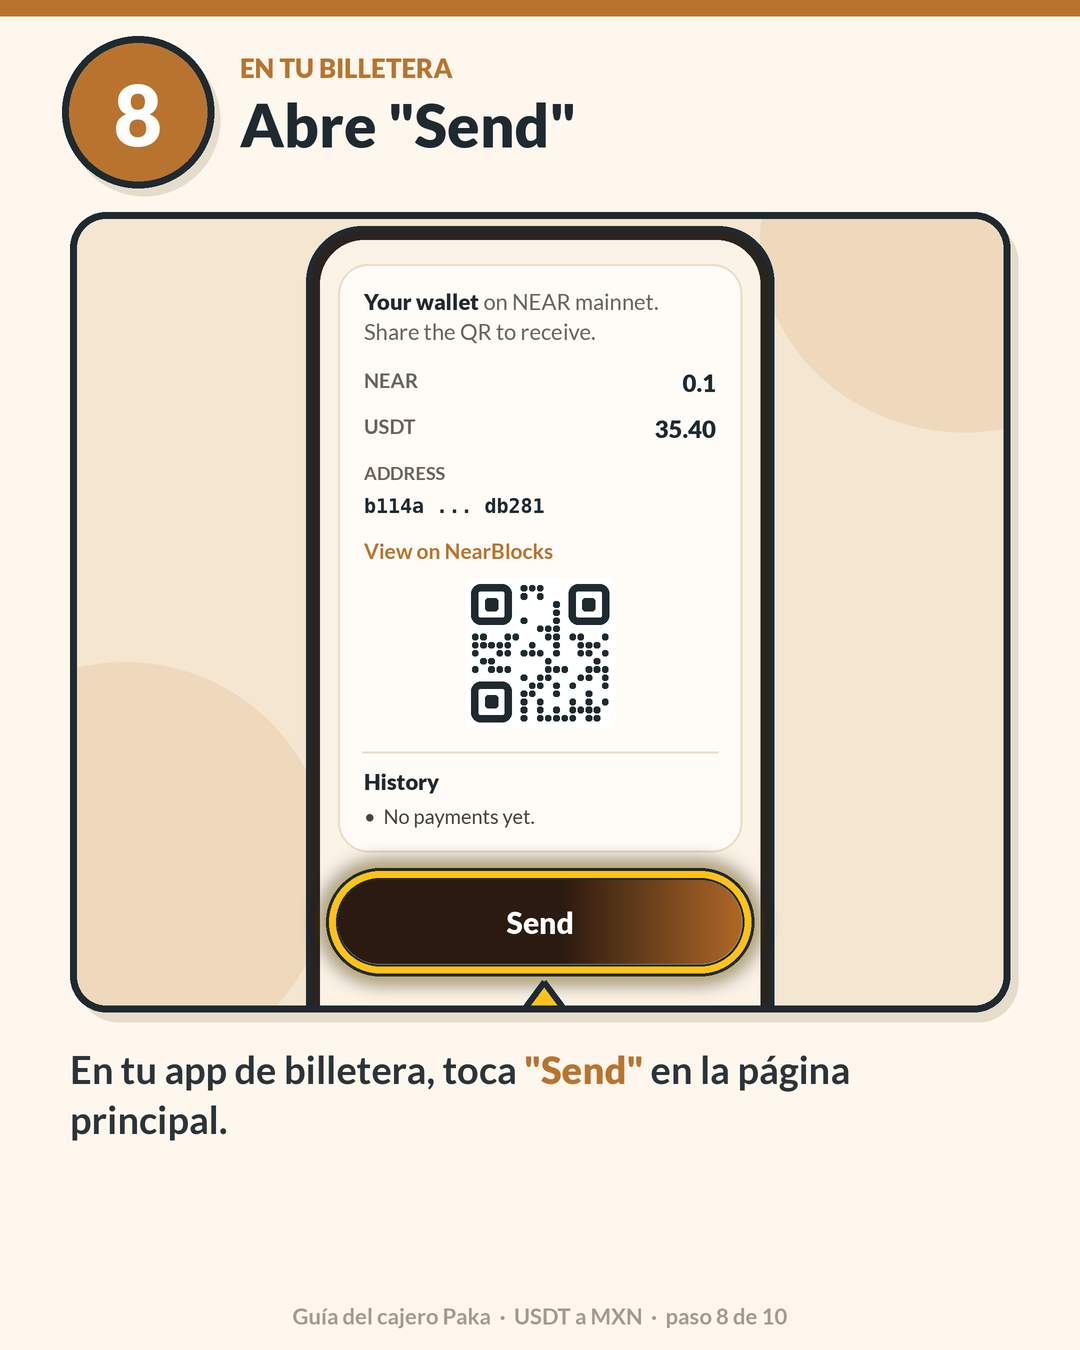 8
EN TU BILLETERA
Abre "Send"
Your wallet on NEAR mainnet.
Share the QR to receive.
NEAR 0.1
USDT 35.40
ADDRESS
b114a ... db281
View on NearBlocks
History
• No payments yet.
Send
En tu app de billetera, toca "Send" en la página
principal.
Guía del cajero Paka · USDT a MXN · paso 8 de 10